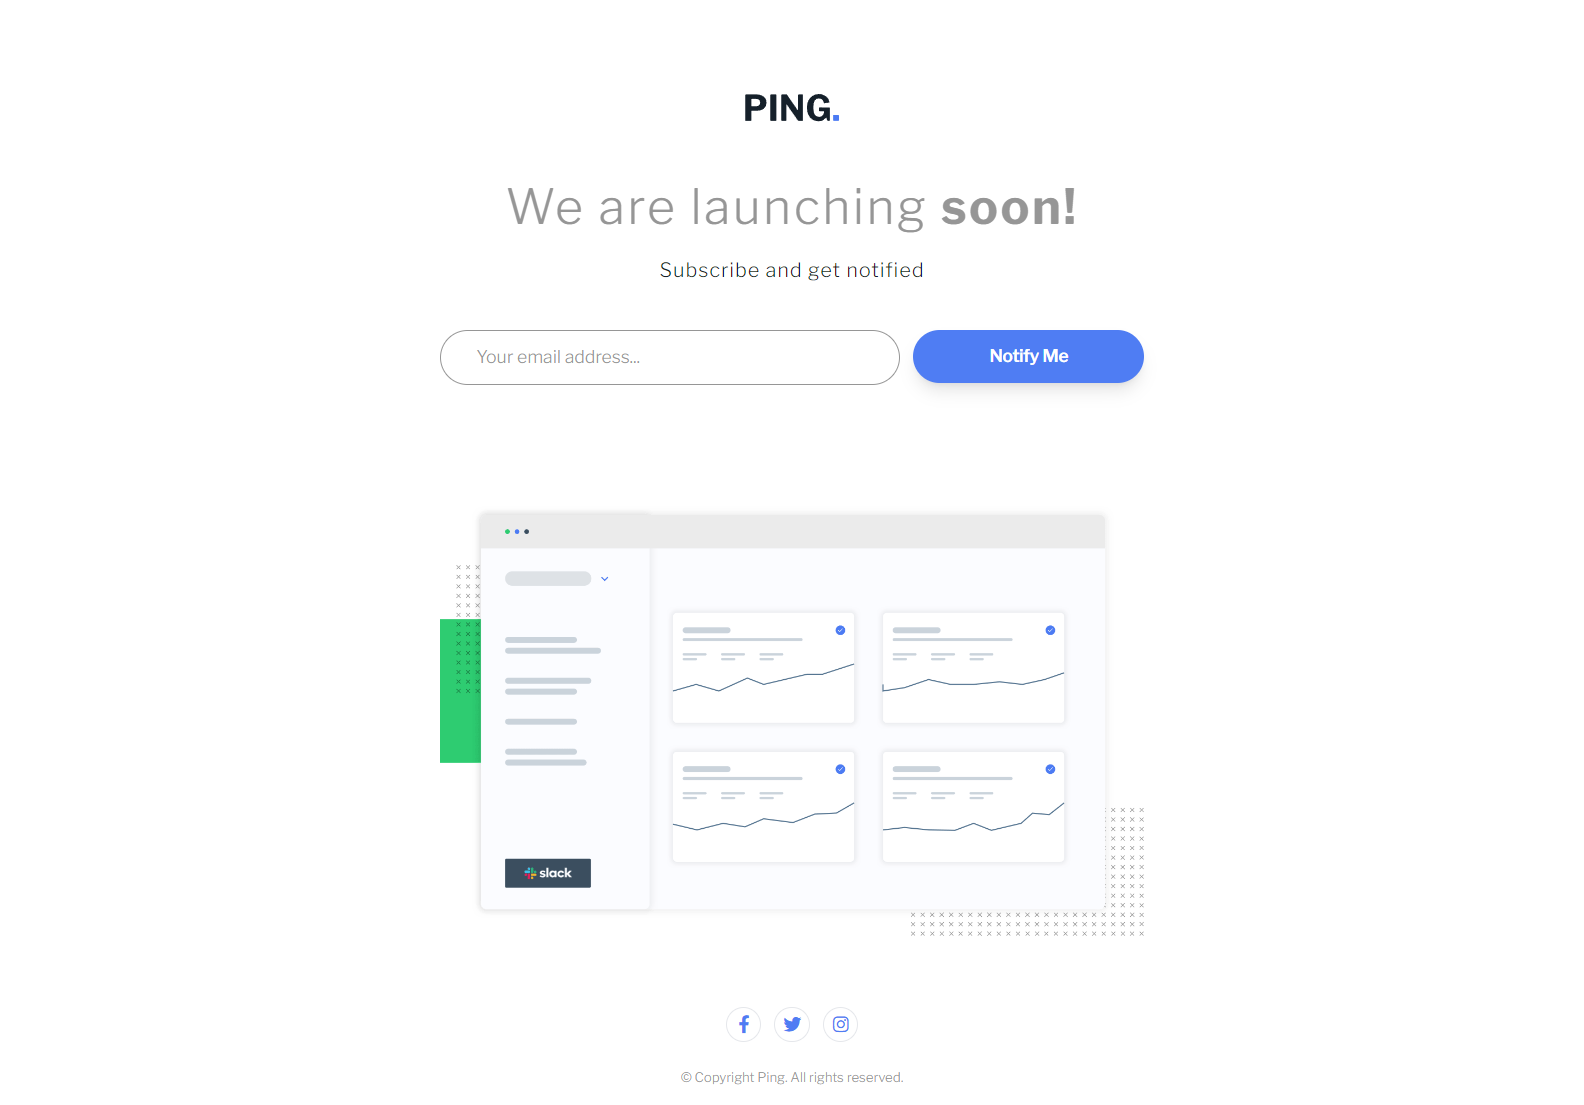 PING.
We are launching soon!
Subscribe and get notified
Your email address...
Notify Me
slack
© Copyright Ping. All rights reserved.